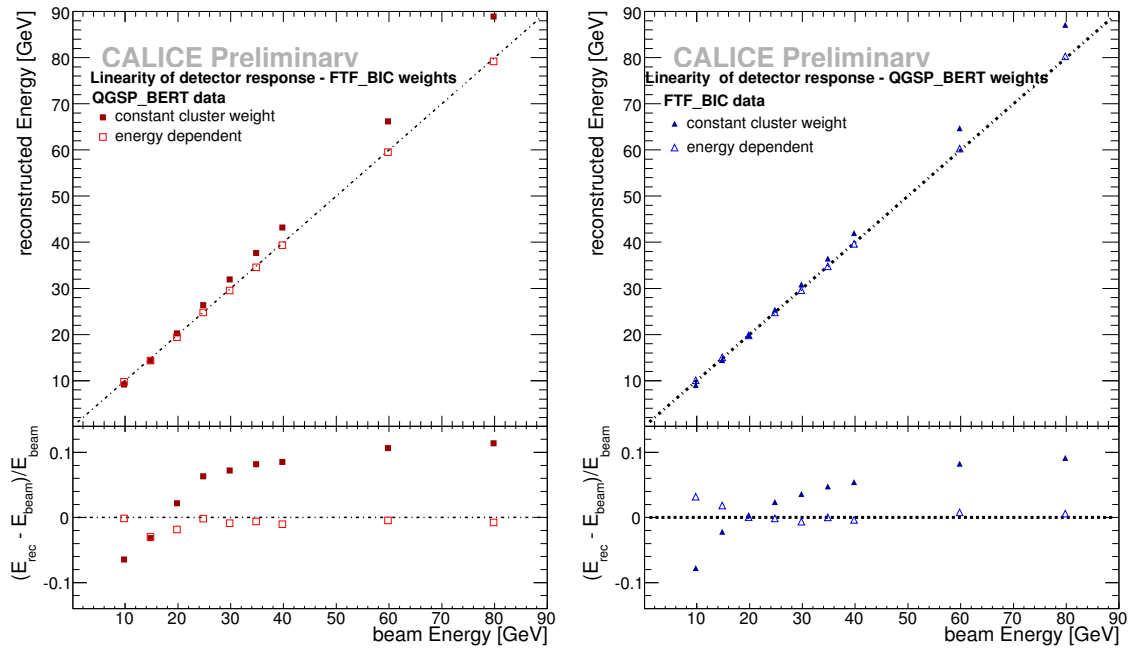 reconstructed Energy [GeV]
90
80
70
60
50
40
30
20
10
CALICE Preliminary
Linearity of detector response - FTF_BIC weights
QGSP_BERT data
constant cluster weight
energy dependent
(E_rec - E_beam)/E_beam
0.1
0
-0.1
10 20 30 40 50 60 70 80 90
beam Energy [GeV]
reconstructed Energy [GeV]
90
80
70
60
50
40
30
20
10
CALICE Preliminary
Linearity of detector response - QGSP_BERT weights
FTF_BIC data
constant cluster weight
energy dependent
(E_rec - E_beam)/E_beam
0.1
0
-0.1
10 20 30 40 50 60 70 80 90
beam Energy [GeV]